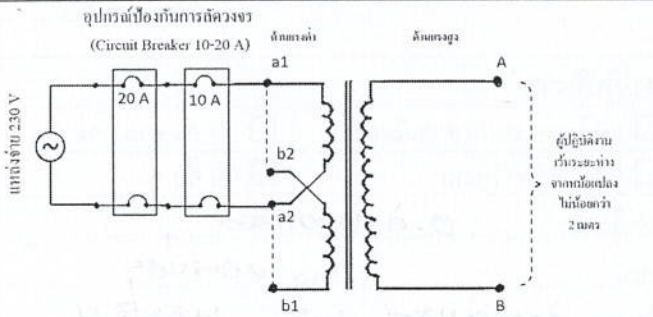 อุปกรณ์ป้องกันการลัดวงจร
(Circuit Breaker 10-20 A)
ด้านแรงต่ำ
ด้านแรงสูง
a1
A
20 A
10 A
แหล่งจ่าย 230 V
b2
a2
ผู้ปฏิบัติงาน
เว้นระยะห่าง
จากหม้อแปลง
ไม่น้อยกว่า
2 เมตร
b1
B